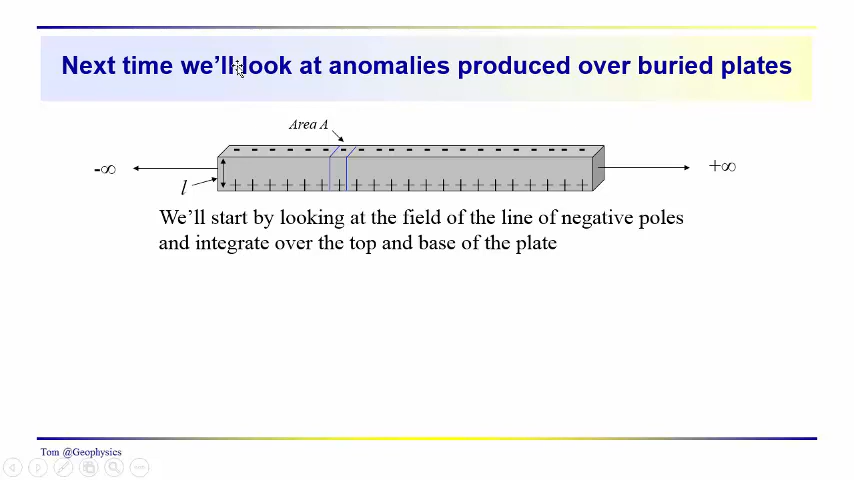 Next time we'll look at anomalies produced over buried plates
Area A
-∞
+∞
l
We'll start by looking at the field of the line of negative poles
and integrate over the top and base of the plate
Tom @Geophysics